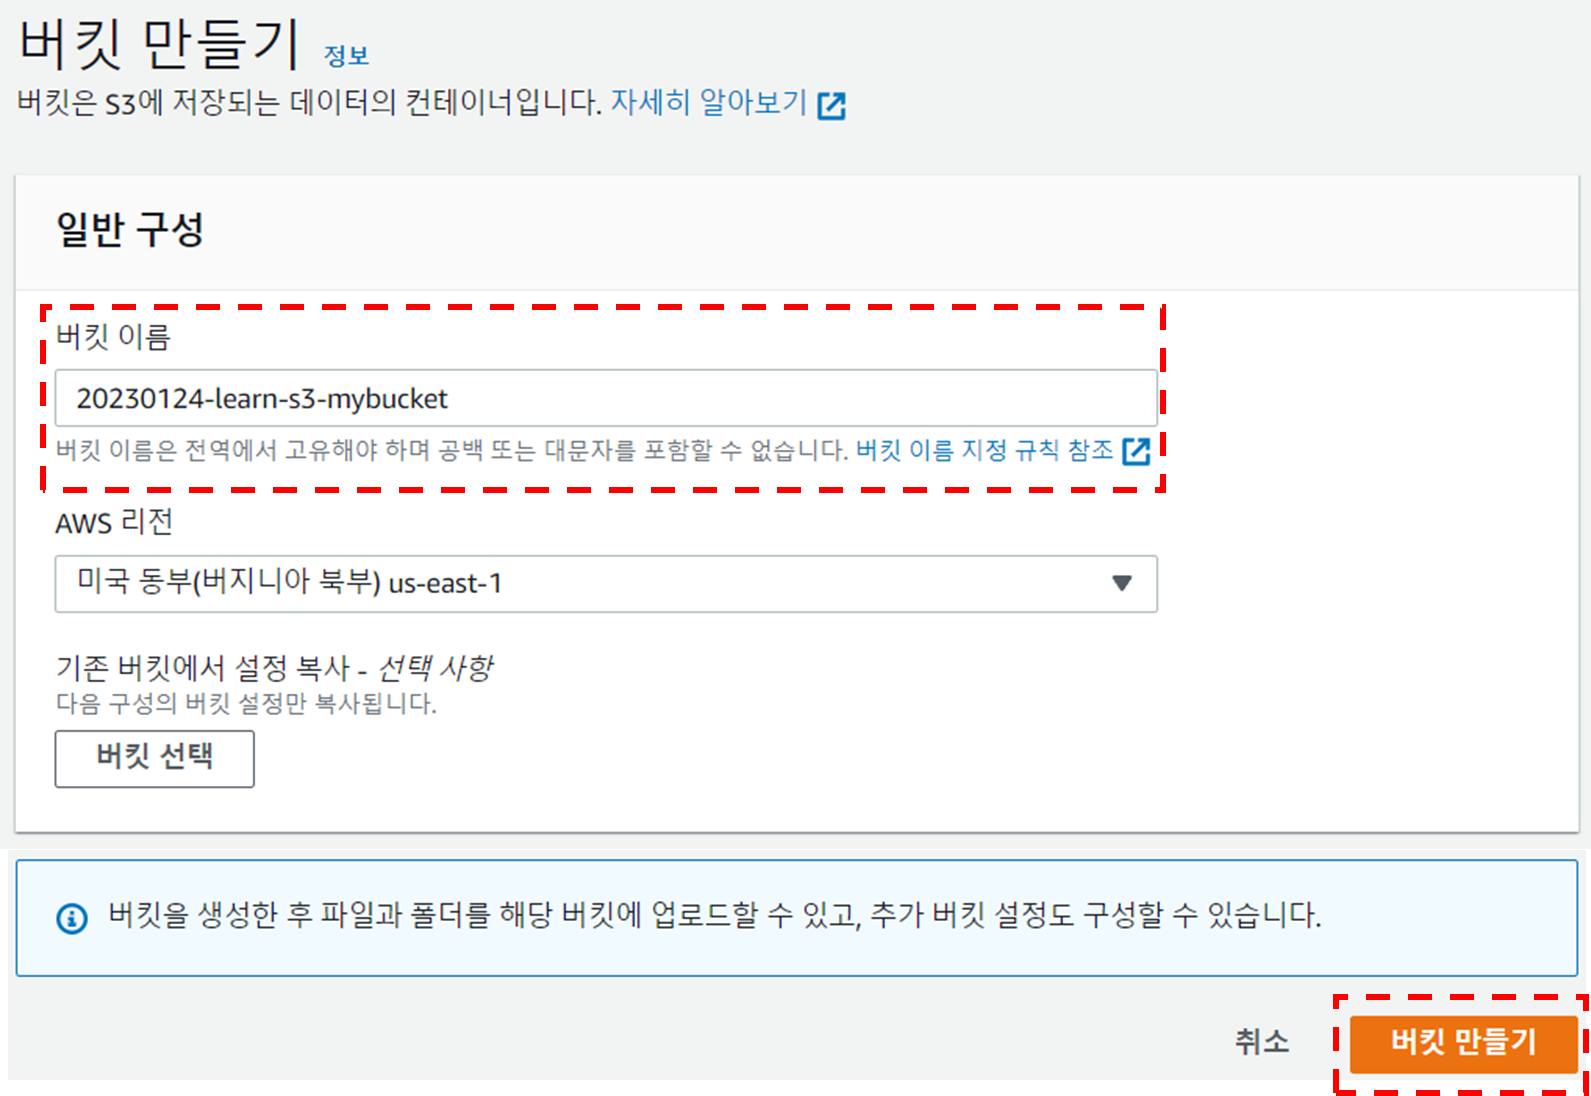 버킷 만들기 정보
버킷은 S3에 저장되는 데이터의 컨테이너입니다. 자세히 알아보기
일반 구성
버킷 이름
20230124-learn-s3-mybucket
버킷 이름은 전역에서 고유해야 하며 공백 또는 대문자를 포함할 수 없습니다. 버킷 이름 지정 규칙 참조
AWS 리전
미국 동부(버지니아 북부) us-east-1
기존 버킷에서 설정 복사 - 선택 사항
다음 구성의 버킷 설정만 복사됩니다.
버킷 선택
버킷을 생성한 후 파일과 폴더를 해당 버킷에 업로드할 수 있고, 추가 버킷 설정도 구성할 수 있습니다.
취소 버킷 만들기